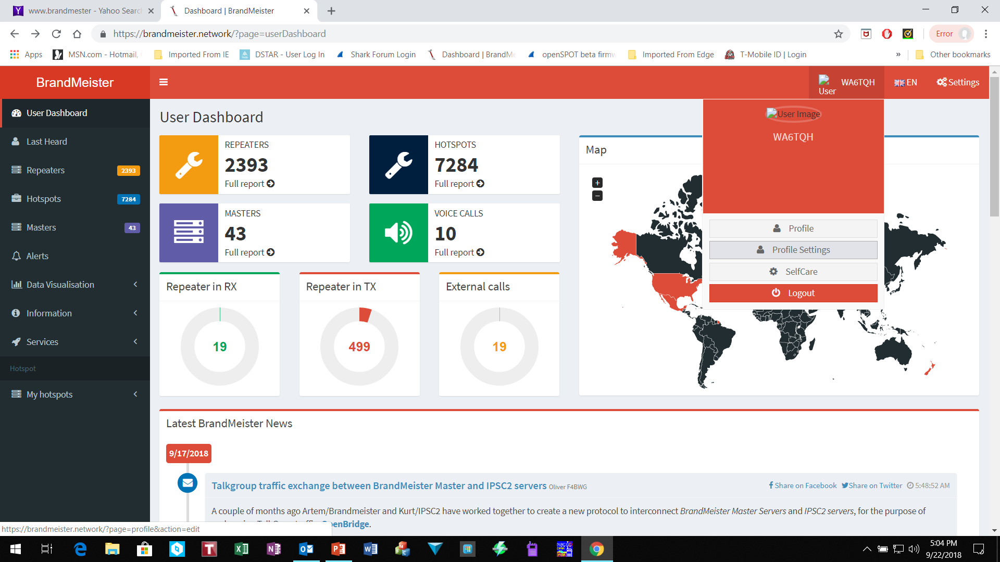 www.brandmester - Yahoo Searc
Dashboard | BrandMeister
https://brandmeister.network/?page=userDashboard
Error
Apps
MSN.com - Hotmail,
Imported From IE
DSTAR - User Log In
Shark Forum Login
Dashboard | BrandMe
openSPOT beta firmw
Imported From Edge
T-Mobile ID | Login
»
Other bookmarks
BrandMeister
User
WA6TQH
EN
Settings
User Dashboard
Last Heard
Repeaters 2393
Hotspots 7284
Masters 43
Alerts
Data Visualisation
Information
Services
Hotspot
My hotspots
User Dashboard
REPEATERS
2393
Full report
HOTSPOTS
7284
Full report
MASTERS
43
Full report
VOICE CALLS
10
Full report
Repeater in RX
19
Repeater in TX
499
External calls
19
Map
+
−
User Image
WA6TQH
Profile
Profile Settings
SelfCare
Logout
Latest BrandMeister News
9/17/2018
Talkgroup traffic exchange between BrandMeister Master and IPSC2 servers Oliver F4BWG
Share on Facebook Share on Twitter 5:48:52 AM
A couple of months ago Artem/Brandmeister and Kurt/IPSC2 have worked together to create a new protocol to interconnect BrandMeister Master Servers and IPSC2 servers, for the purpose of
penBridge.
https://brandmeister.network/?page=profile&action=edit
5:04 PM
9/22/2018